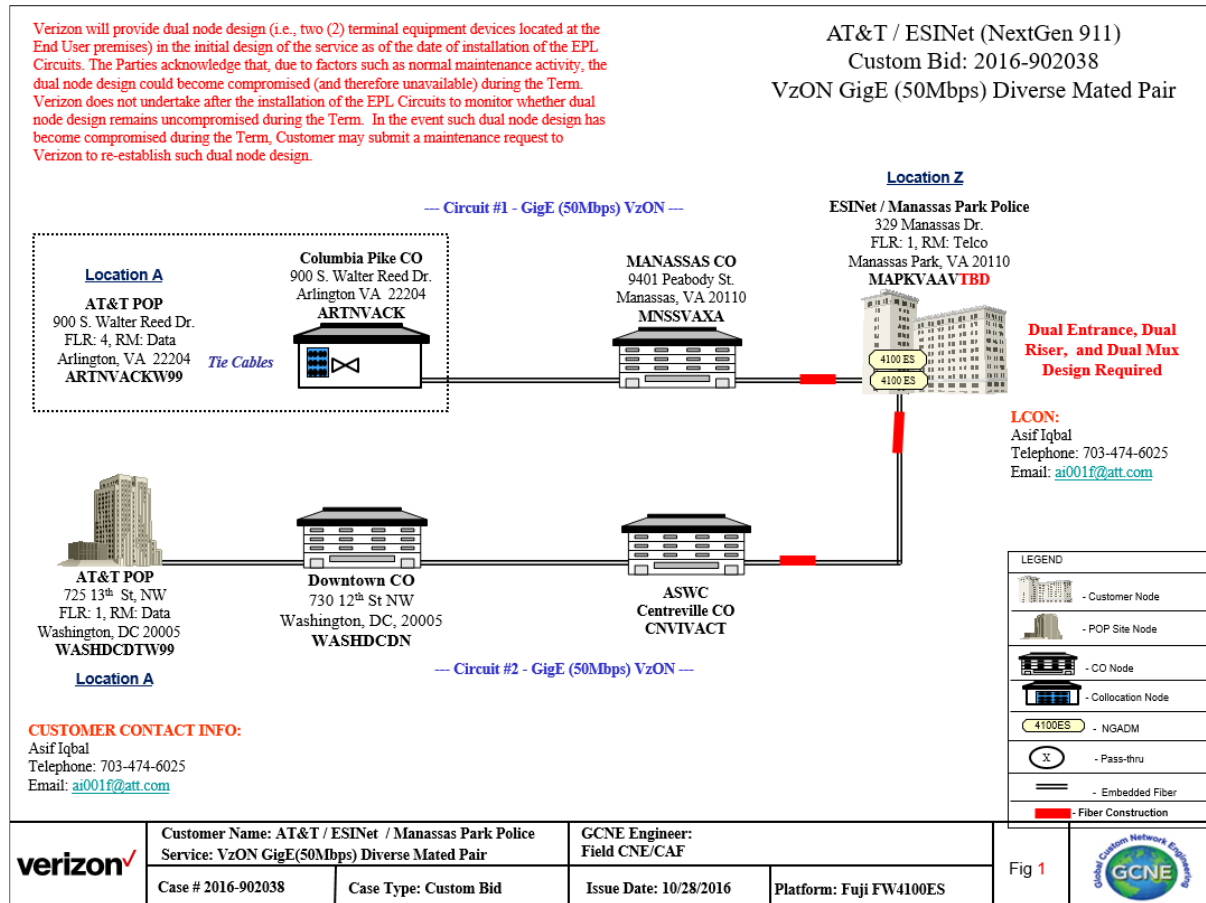 Verizon will provide dual node design (i.e., two (2) terminal equipment devices located at the
End User premises) in the initial design of the service as of the date of installation of the EPL
Circuits. The Parties acknowledge that, due to factors such as normal maintenance activity, the
dual node design could become compromised (and therefore unavailable) during the Term.
Verizon does not undertake after the installation of the EPL Circuits to monitor whether dual
node design remains uncompromised during the Term. In the event such dual node design has
become compromised during the Term, Customer may submit a maintenance request to
Verizon to re-establish such dual node design.
AT&T / ESINet (NextGen 911)
Custom Bid: 2016-902038
VzON GigE (50Mbps) Diverse Mated Pair
--- Circuit #1 - GigE (50Mbps) VzON ---
Location A
AT&T POP
900 S. Walter Reed Dr.
FLR: 4, RM: Data
Arlington, VA 22204
ARTNVACKW99
Tie Cables
Columbia Pike CO
900 S. Walter Reed Dr.
Arlington VA 22204
ARTNVACK
MANASSAS CO
9401 Peabody St.
Manassas, VA 20110
MNSSVAXA
Location Z
ESINet / Manassas Park Police
329 Manassas Dr.
FLR: 1, RM: Telco
Manassas Park, VA 20110
MAPKVAAVTBD
4100 ES
4100 ES
Dual Entrance, Dual
Riser, and Dual Mux
Design Required
LCON:
Asif Iqbal
Telephone: 703-474-6025
Email: ai001f@att.com
AT&T POP
725 13th St, NW
FLR: 1, RM: Data
Washington, DC 20005
WASHDCDTW99
Location A
Downtown CO
730 12th St NW
Washington, DC, 20005
WASHDCDN
ASWC
Centreville CO
CNVIVACT
--- Circuit #2 - GigE (50Mbps) VzON ---
CUSTOMER CONTACT INFO:
Asif Iqbal
Telephone: 703-474-6025
Email: ai001f@att.com
LEGEND
- Customer Node
- POP Site Node
- CO Node
- Collocation Node
4100ES - NGADM
X - Pass-thru
- Embedded Fiber
- Fiber Construction
verizon
Customer Name: AT&T / ESINet / Manassas Park Police
Service: VzON GigE(50Mbps) Diverse Mated Pair
GCNE Engineer:
Field CNE/CAF
Case # 2016-902038
Case Type: Custom Bid
Issue Date: 10/28/2016
Platform: Fuji FW4100ES
Fig 1
Global Custom Network Engineering
GCNE